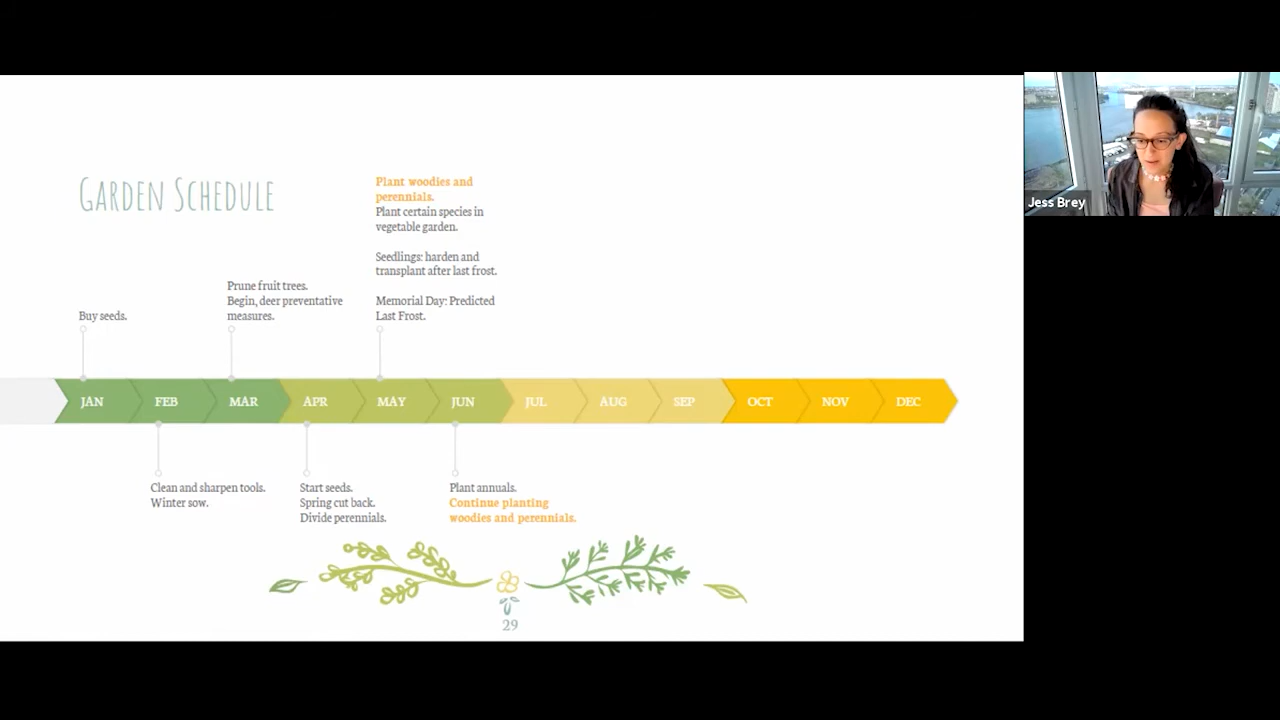 GARDEN SCHEDULE
Plant woodies and
perennials.
Plant certain species in
vegetable garden.
Seedlings: harden and
transplant after last frost.
Memorial Day: Predicted
Last Frost.
Prune fruit trees.
Begin, deer preventative
measures.
Buy seeds.
JAN FEB MAR APR MAY JUN JUL AUG SEP OCT NOV DEC
Clean and sharpen tools.
Winter sow.
Start seeds.
Spring cut back.
Divide perennials.
Plant annuals.
Continue planting
woodies and perennials.
29
Jess Brey